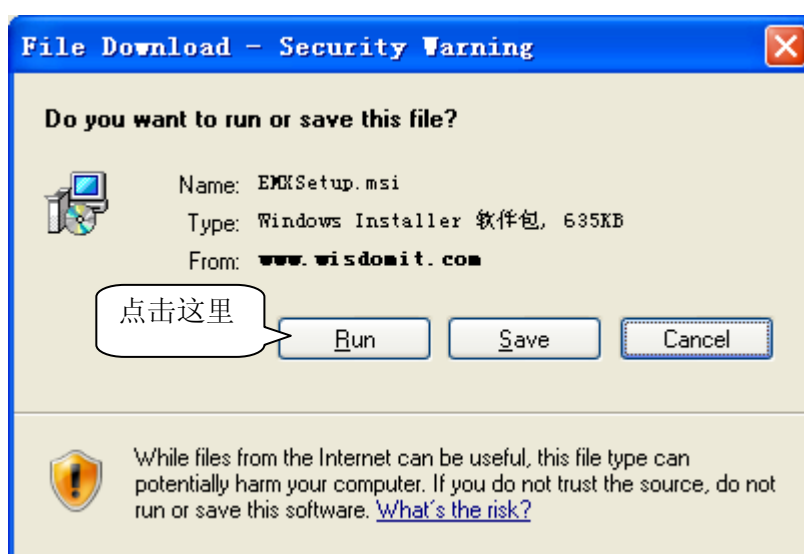 File Download - Security Warning
Do you want to run or save this file?
Name: EMXSetup.msi
Type: Windows Installer 软件包, 635KB
From: www.wisdomit.com
点击这里
Run Save Cancel
While files from the Internet can be useful, this file type can
potentially harm your computer. If you do not trust the source, do not
run or save this software. What's the risk?